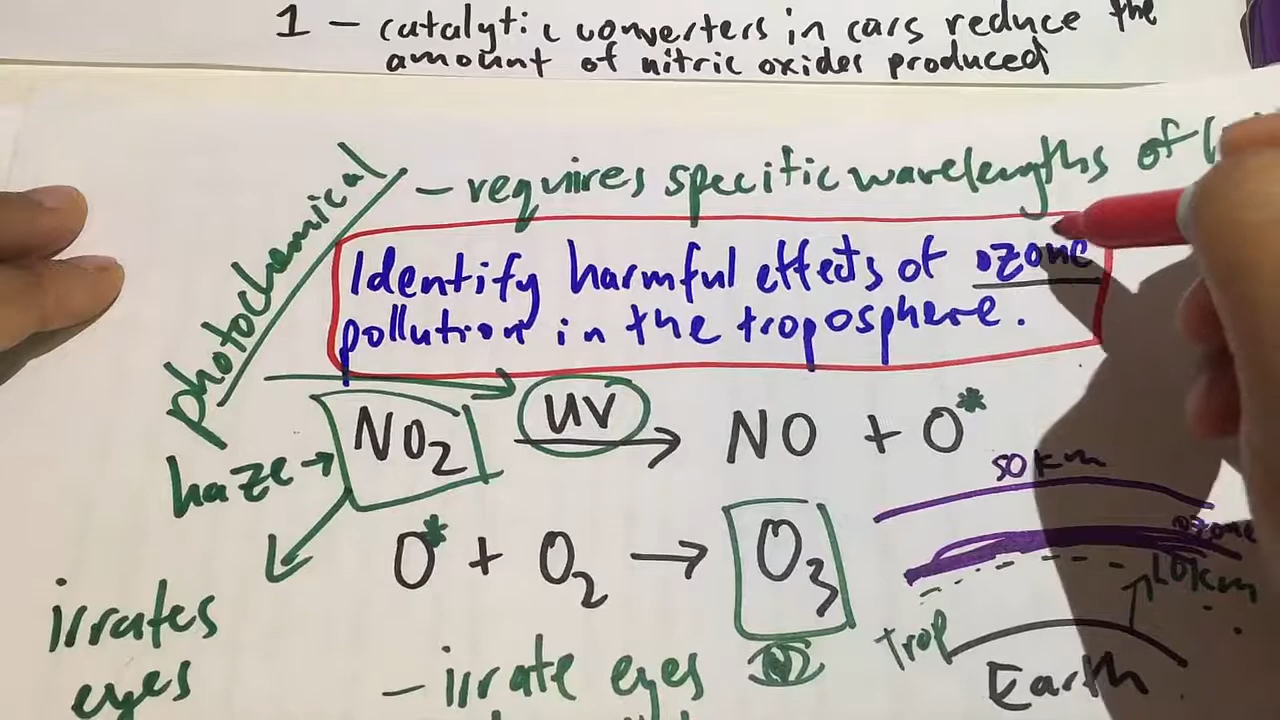 1 - catalytic converters in cars reduce the
amount of nitric oxides produced
photochemical
- requires specific wavelengths of
Identify harmful effects of ozone
pollution in the troposphere.
haze → NO2 UV → NO + O*
O* + O2 → O3
50 km
ozone
10km
trop
Earth
irrates
eyes
- irrate eyes